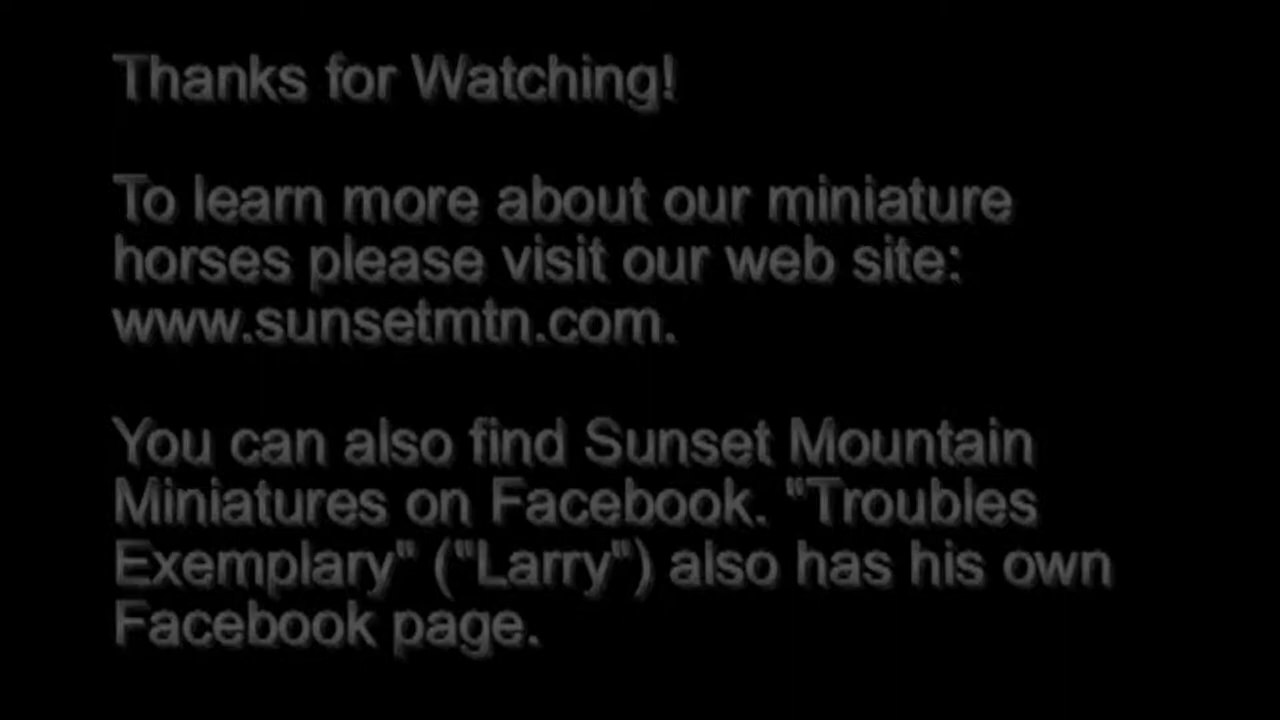 Thanks for Watching!
To learn more about our miniature
horses please visit our web site:
www.sunsetmtn.com.
You can also find Sunset Mountain
Miniatures on Facebook. "Troubles
Exemplary" ("Larry") also has his own
Facebook page.